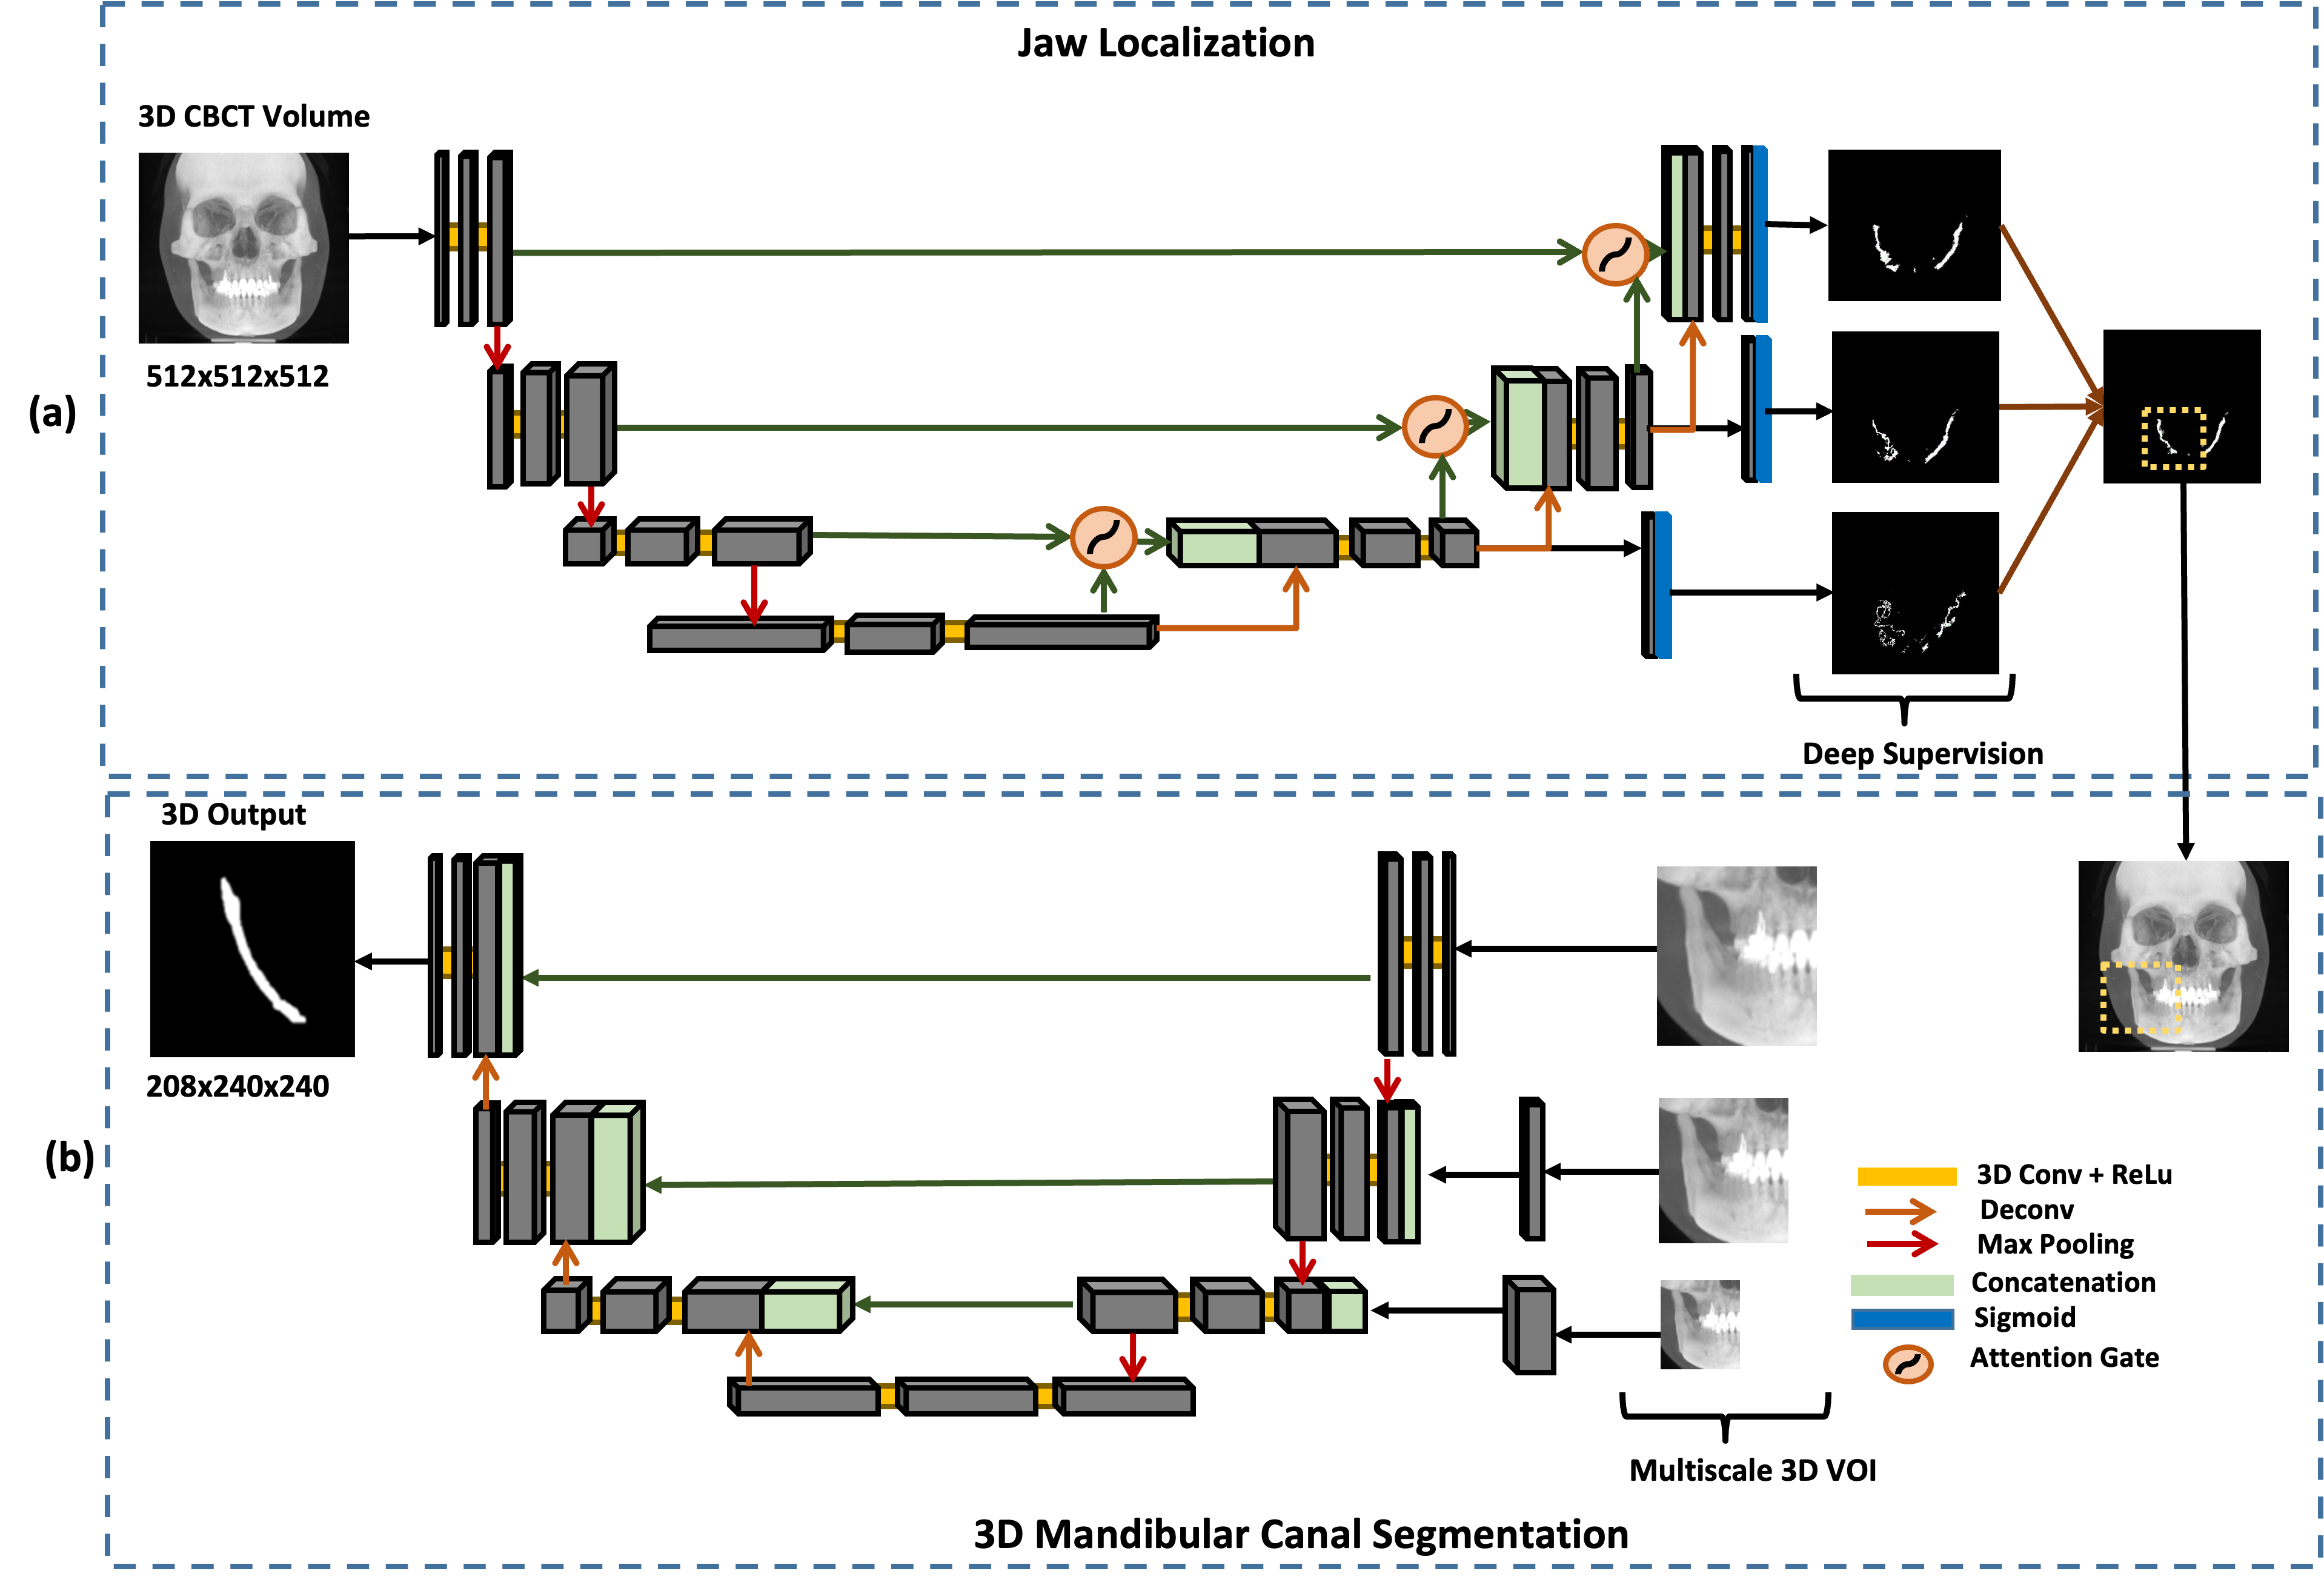 Jaw Localization
3D CBCT Volume
512x512x512
(a)
Deep Supervision
3D Output
208x240x240
(b)
3D Conv + ReLu
Deconv
Max Pooling
Concatenation
Sigmoid
Attention Gate
Multiscale 3D VOI
3D Mandibular Canal Segmentation